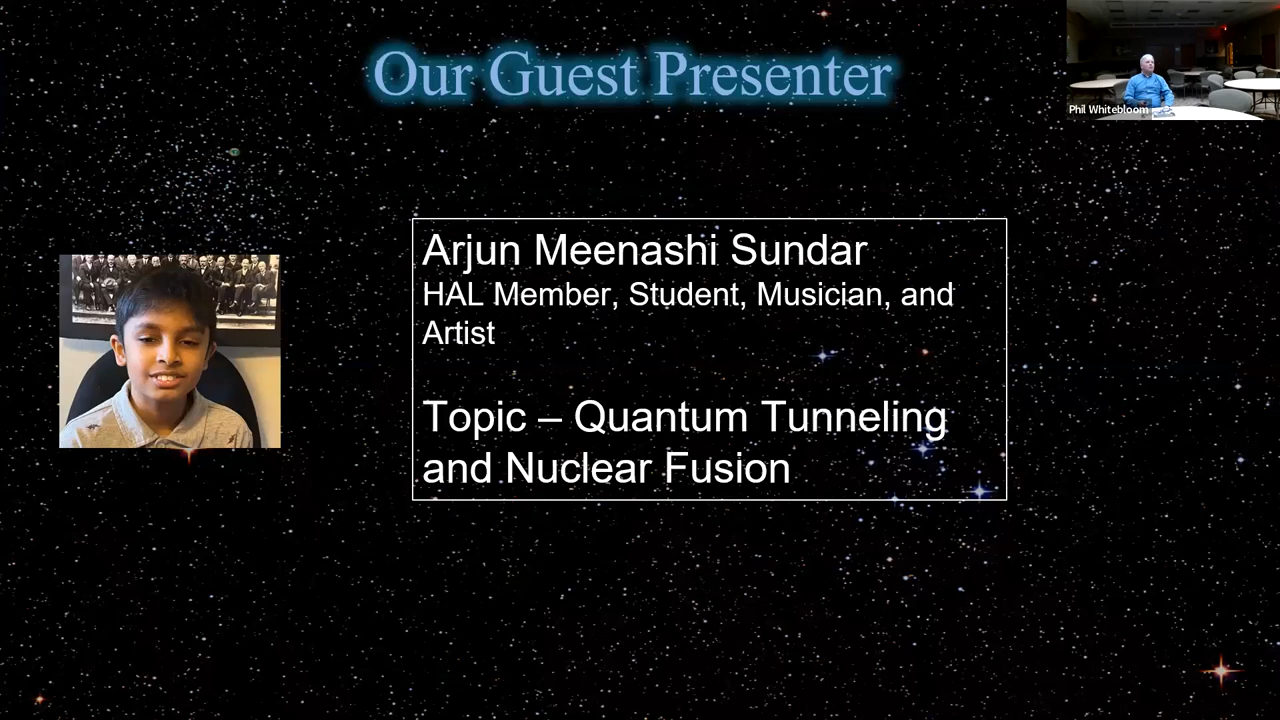 Our Guest Presenter
Phil Whitebloom
Arjun Meenashi Sundar
HAL Member, Student, Musician, and
Artist
Topic – Quantum Tunneling
and Nuclear Fusion